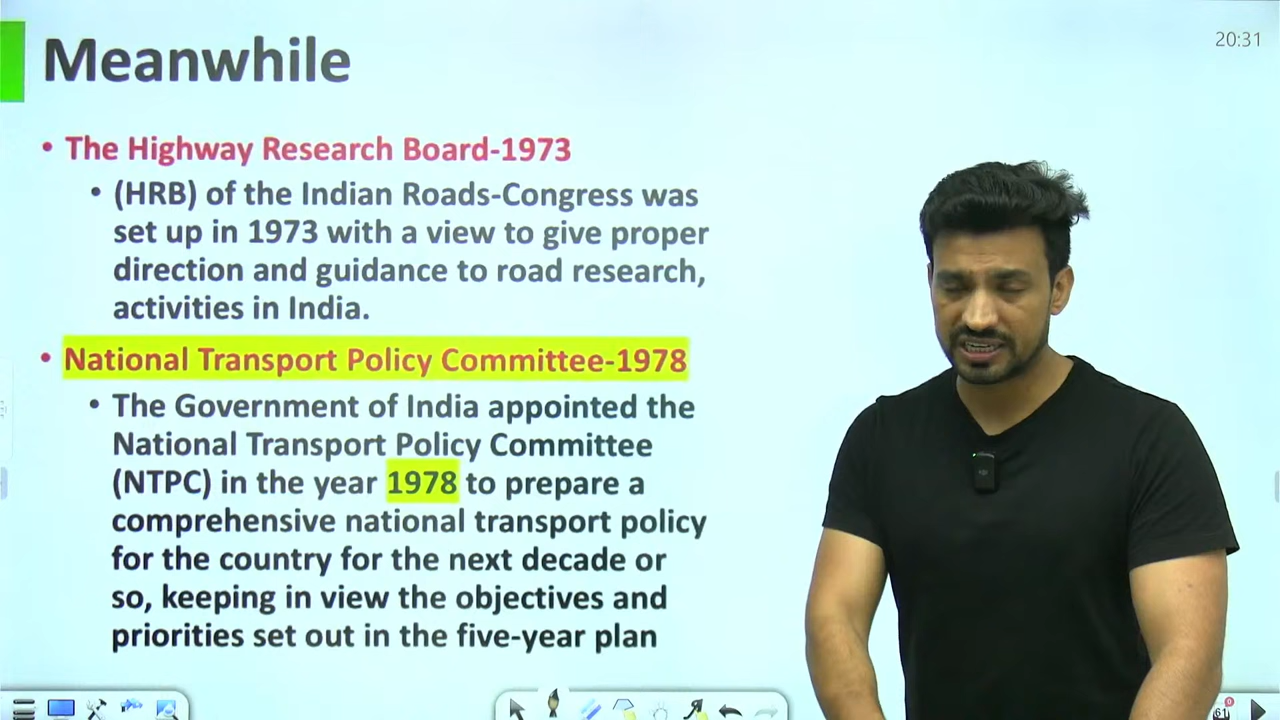 Meanwhile
20:31
• The Highway Research Board-1973
• (HRB) of the Indian Roads-Congress was
set up in 1973 with a view to give proper
direction and guidance to road research,
activities in India.
• National Transport Policy Committee-1978
• The Government of India appointed the
National Transport Policy Committee
(NTPC) in the year 1978 to prepare a
comprehensive national transport policy
for the country for the next decade or
so, keeping in view the objectives and
priorities set out in the five-year plan
61